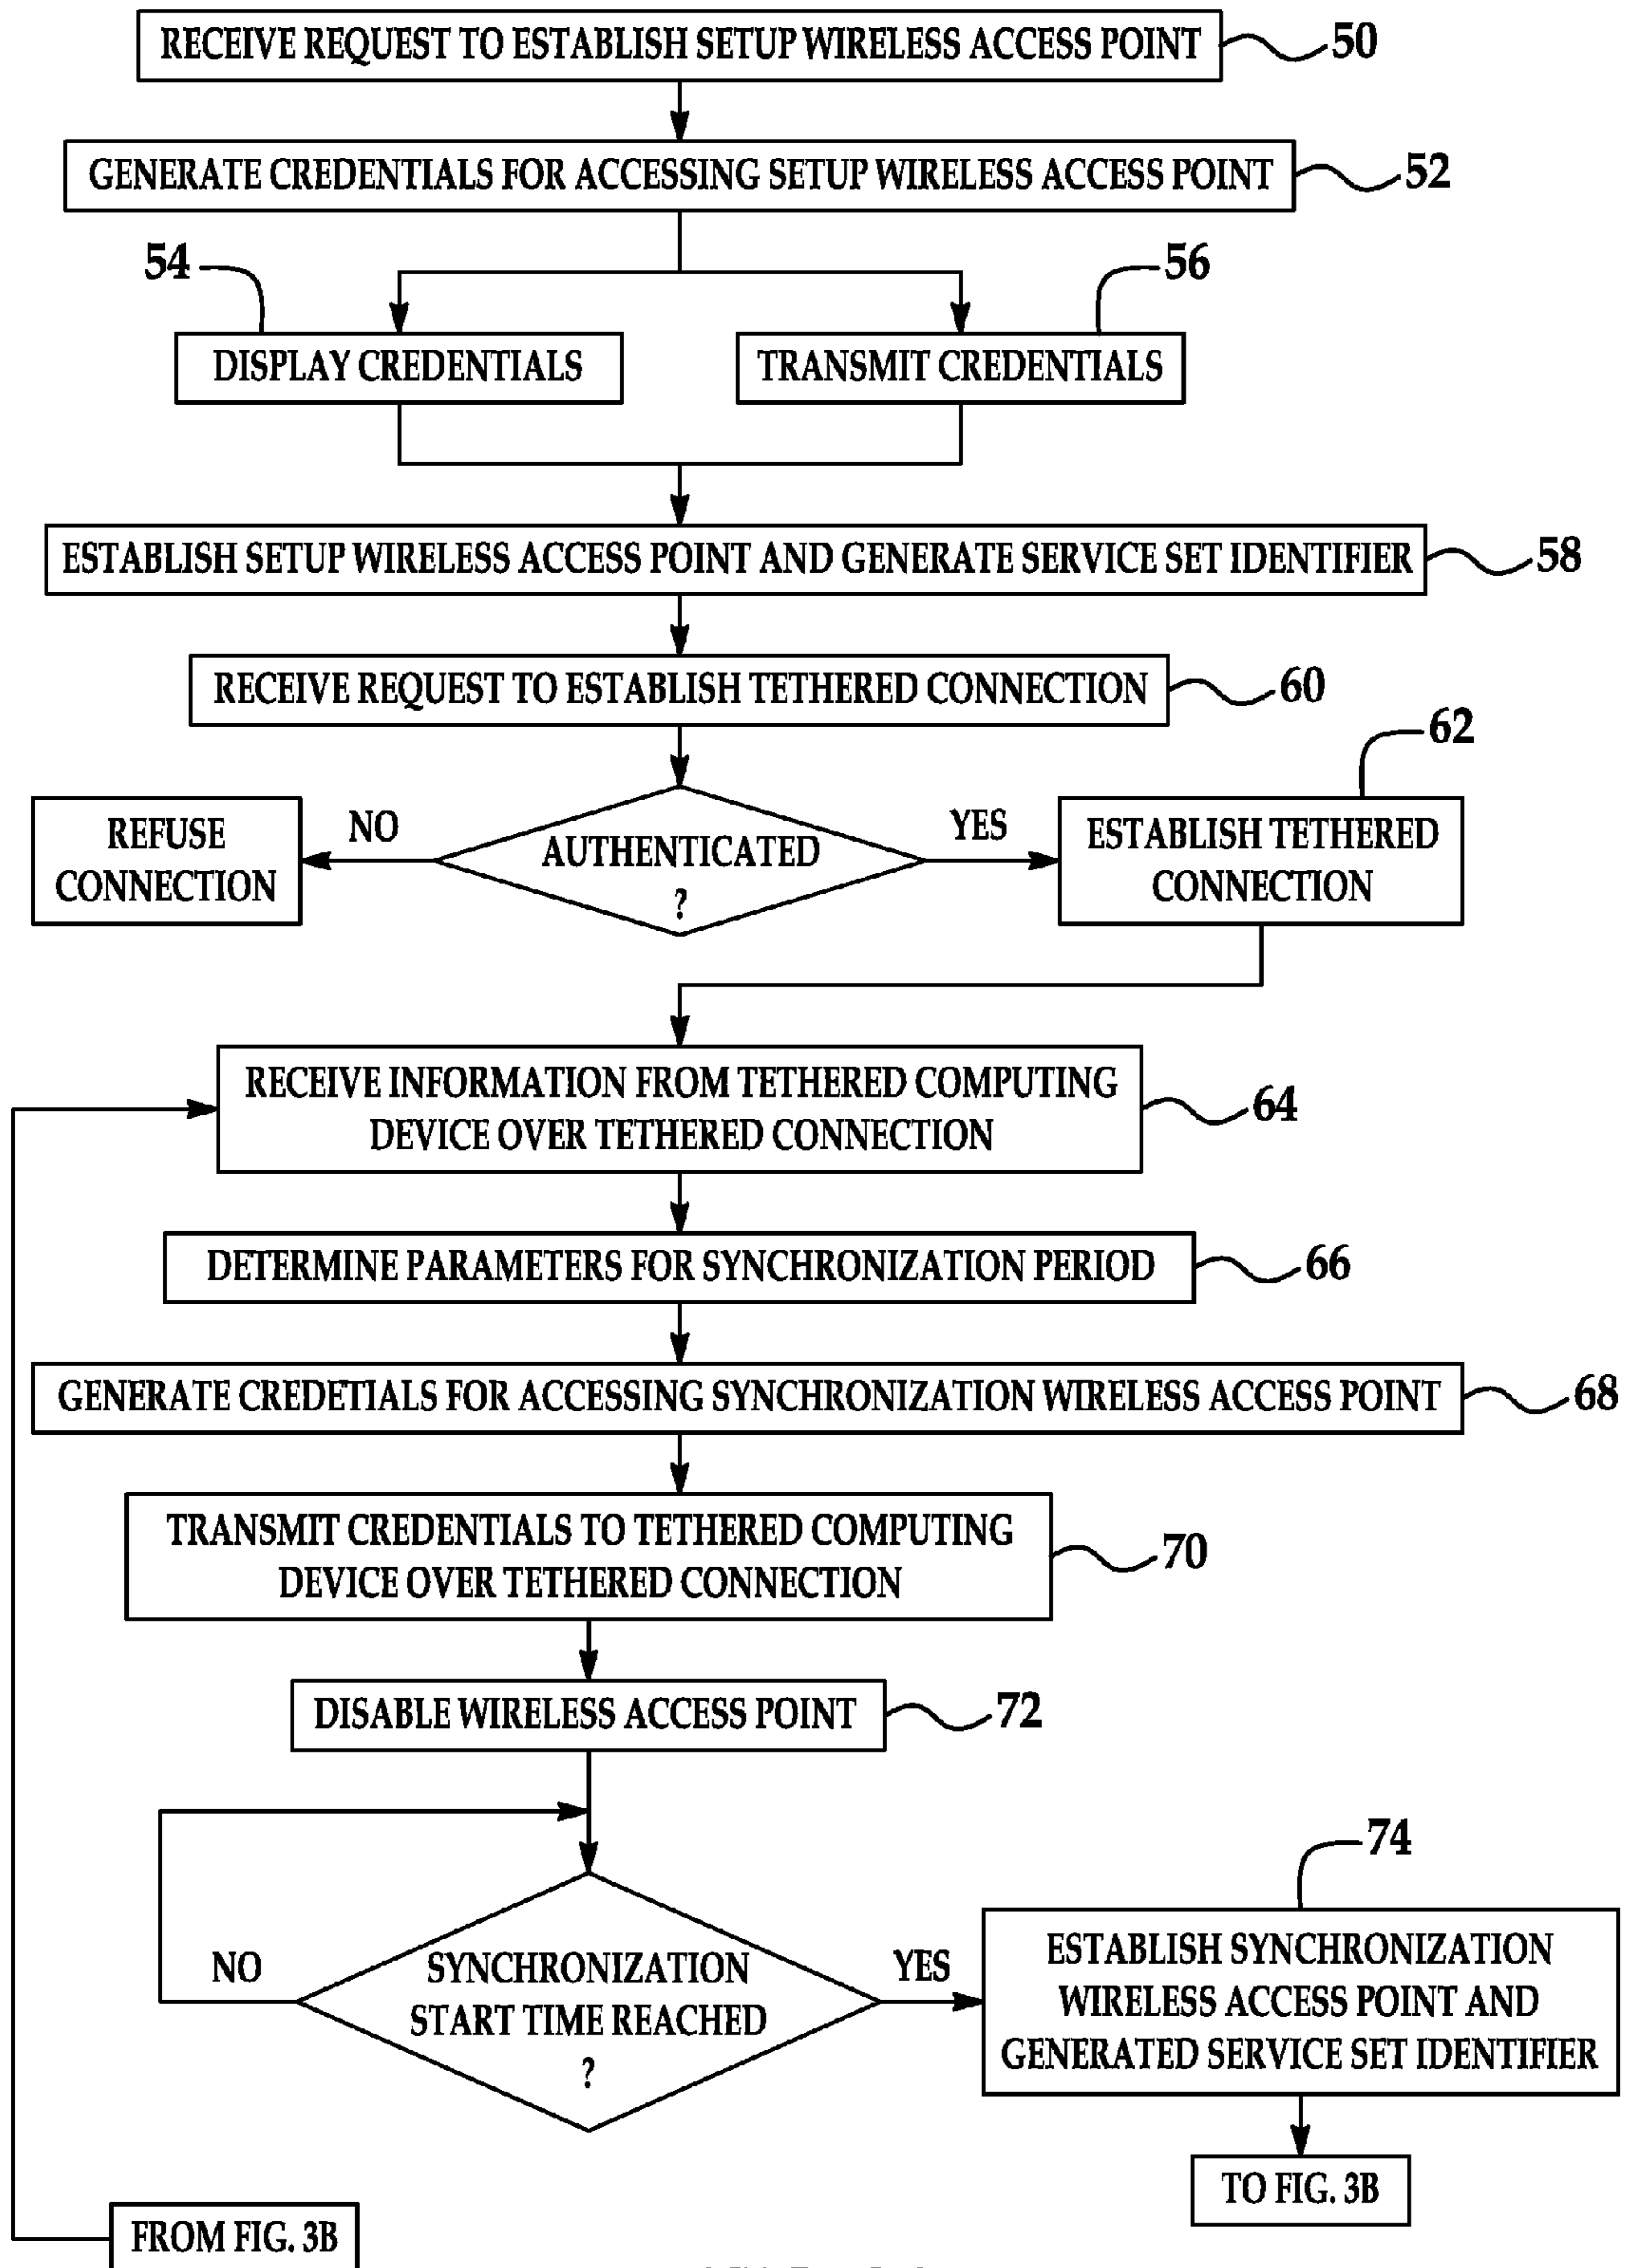 RECEIVE REQUEST TO ESTABLISH SETUP WIRELESS ACCESS POINT
50
GENERATE CREDENTIALS FOR ACCESSING SETUP WIRELESS ACCESS POINT
52
54
56
DISPLAY CREDENTIALS
TRANSMIT CREDENTIALS
ESTABLISH SETUP WIRELESS ACCESS POINT AND GENERATE SERVICE SET IDENTIFIER
58
RECEIVE REQUEST TO ESTABLISH TETHERED CONNECTION
60
62
REFUSE
CONNECTION
NO
AUTHENTICATED
?
YES
ESTABLISH TETHERED
CONNECTION
RECEIVE INFORMATION FROM TETHERED COMPUTING
DEVICE OVER TETHERED CONNECTION
64
DETERMINE PARAMETERS FOR SYNCHRONIZATION PERIOD
66
GENERATE CREDETIALS FOR ACCESSING SYNCHRONIZATION WIRELESS ACCESS POINT
68
TRANSMIT CREDENTIALS TO TETHERED COMPUTING
DEVICE OVER TETHERED CONNECTION
70
DISABLE WIRELESS ACCESS POINT
72
74
NO
SYNCHRONIZATION
START TIME REACHED
?
YES
ESTABLISH SYNCHRONIZATION
WIRELESS ACCESS POINT AND
GENERATED SERVICE SET IDENTIFIER
TO FIG. 3B
FROM FIG. 3B